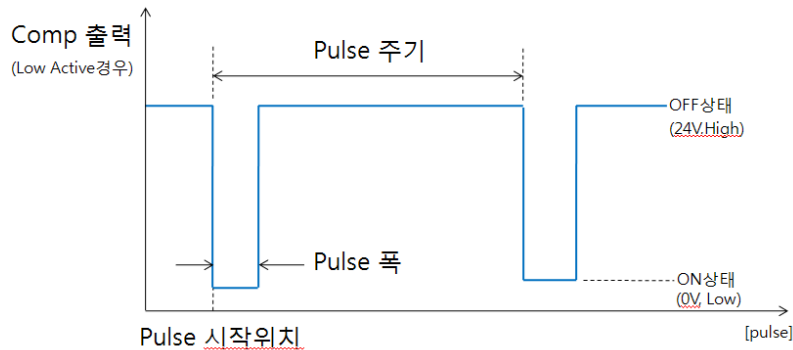 Comp 출력
(Low Active경우)
Pulse 주기
OFF상태
(24V.High)
Pulse 폭
ON상태
(0V, Low)
Pulse 시작위치
[pulse]